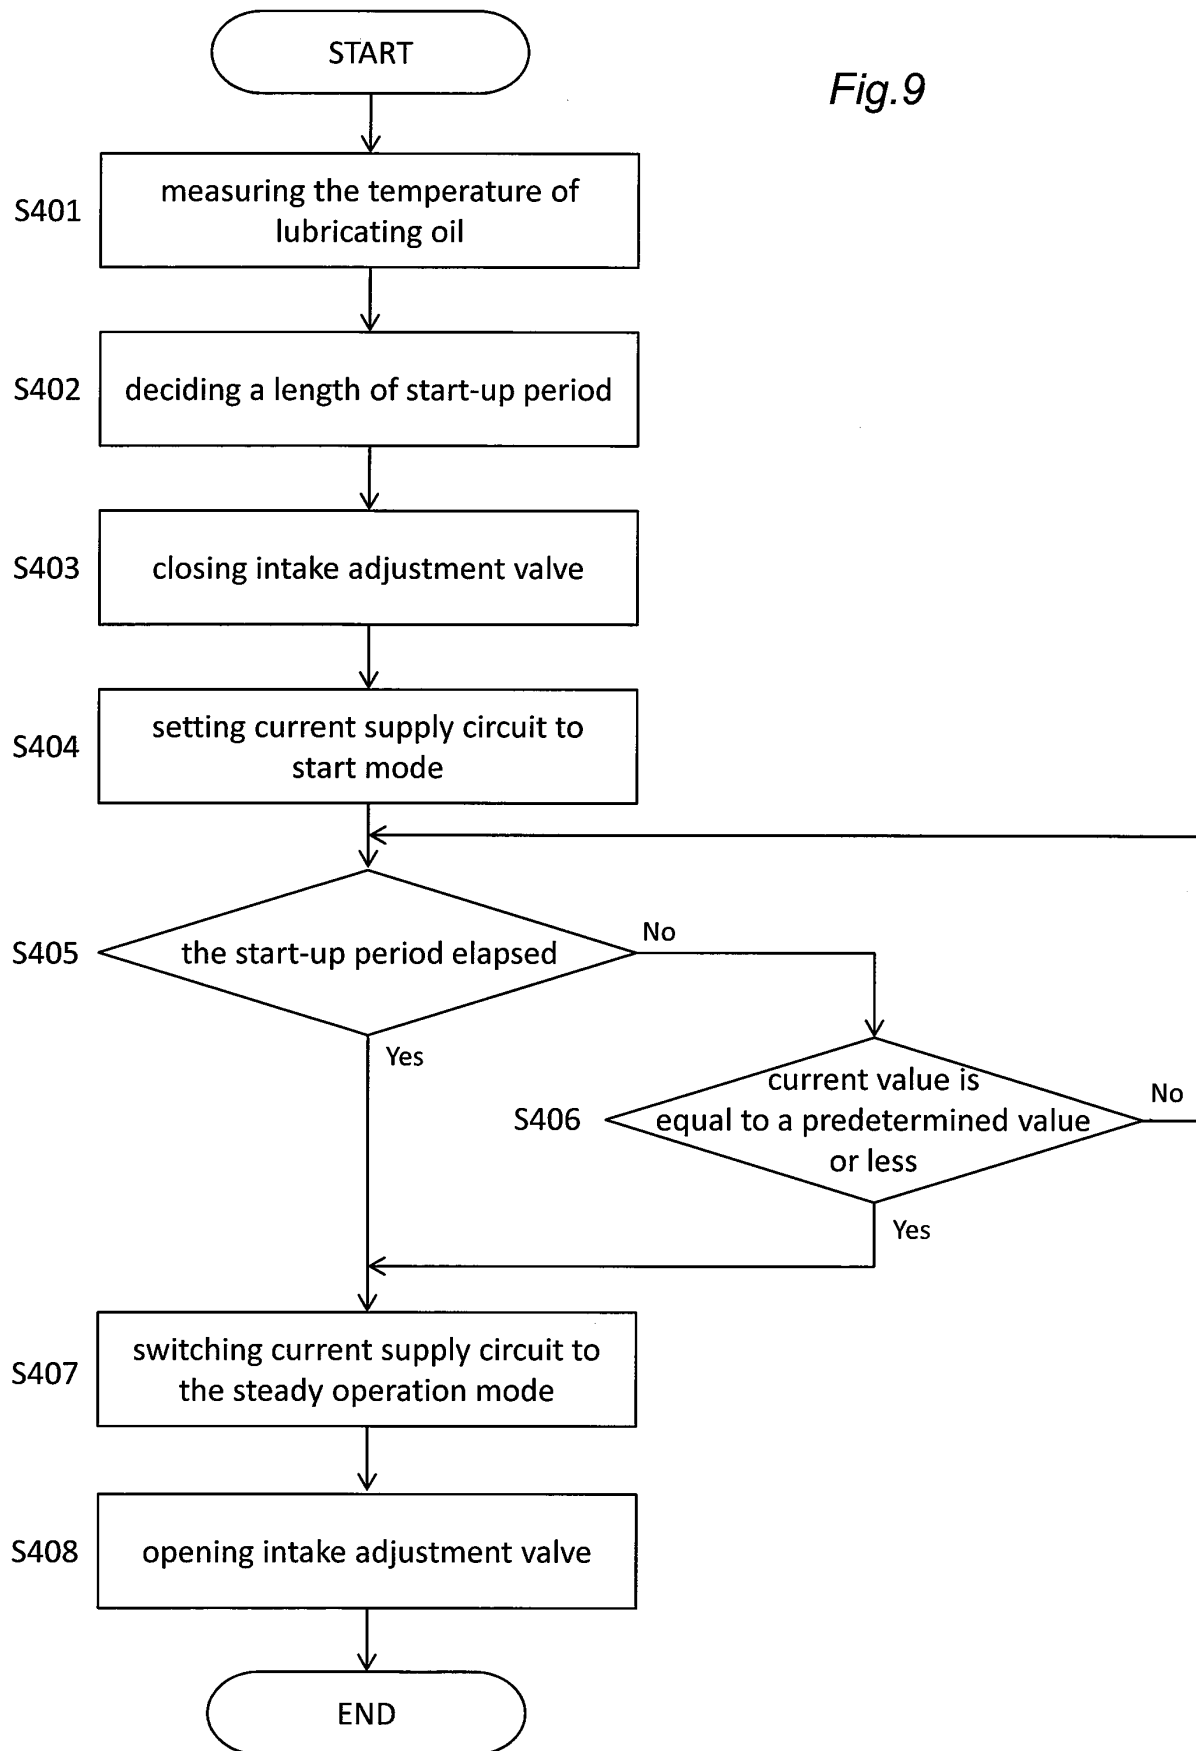 START
Fig.9
S401
measuring the temperature of
lubricating oil
S402
deciding a length of start-up period
S403
closing intake adjustment valve
S404
setting current supply circuit to
start mode
S405
the start-up period elapsed
No
Yes
S406
current value is
equal to a predetermined value
or less
No
Yes
S407
switching current supply circuit to
the steady operation mode
S408
opening intake adjustment valve
END